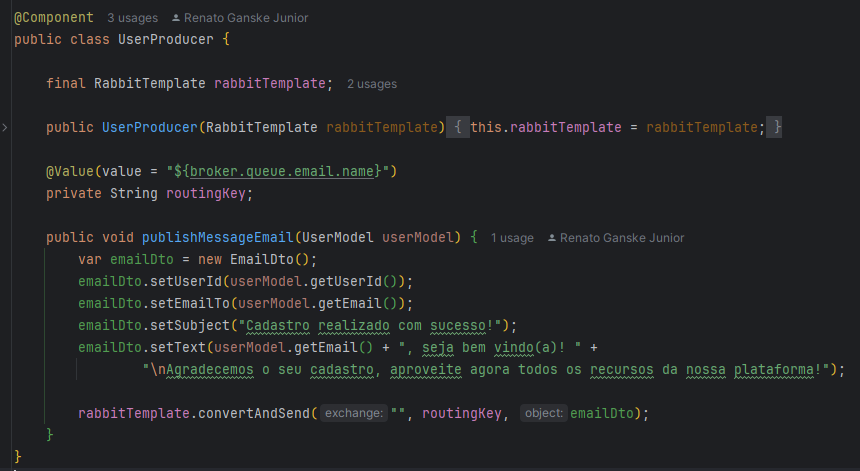 @Component 3 usages Renato Ganske Junior
public class UserProducer {
final RabbitTemplate rabbitTemplate; 2 usages
public UserProducer(RabbitTemplate rabbitTemplate) { this.rabbitTemplate = rabbitTemplate; }
@Value(value = "${broker.queue.email.name}")
private String routingKey;
public void publishMessageEmail(UserModel userModel) { 1 usage Renato Ganske Junior
var emailDto = new EmailDto();
emailDto.setUserId(userModel.getUserId());
emailDto.setEmailTo(userModel.getEmail());
emailDto.setSubject("Cadastro realizado com sucesso!");
emailDto.setText(userModel.getEmail() + ", seja bem vindo(a)! " +
"\nAgradecemos o seu cadastro, aproveite agora todos os recursos da nossa plataforma!");
rabbitTemplate.convertAndSend( exchange: "", routingKey, object: emailDto);
}
}